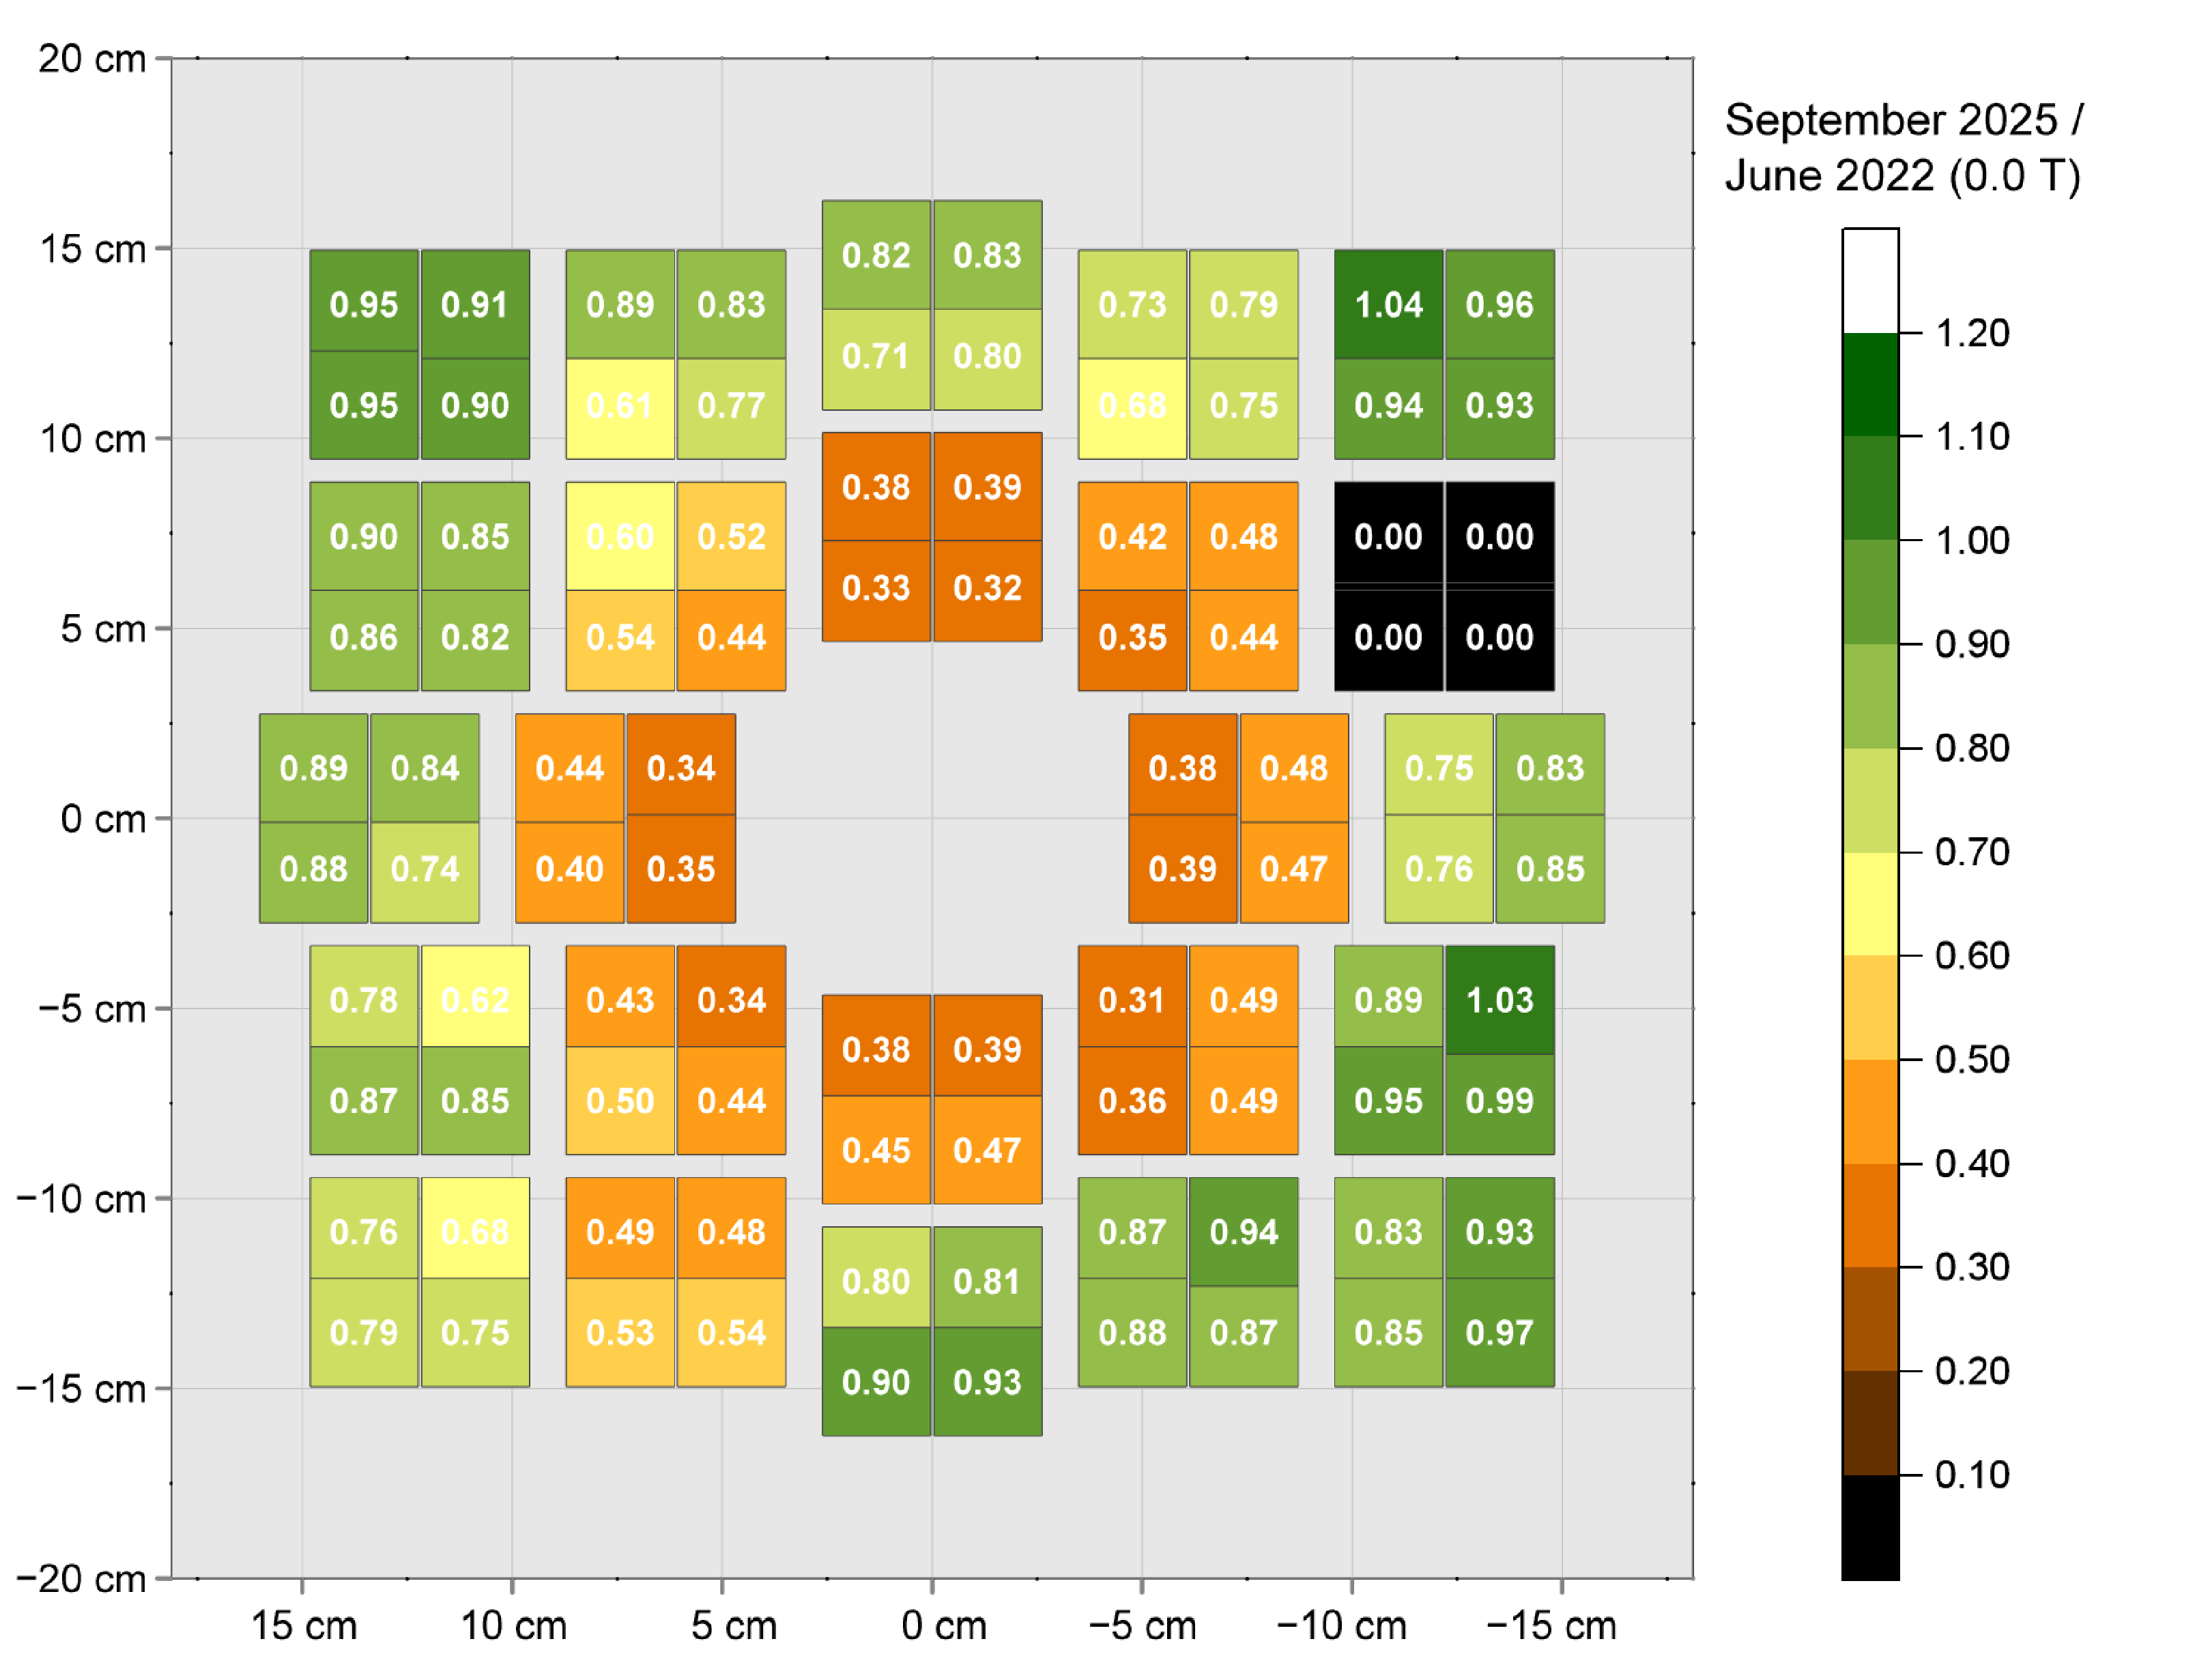 20 cm
September 2025 /
June 2022 (0.0 T)
15 cm
0.82 0.83
0.95 0.91 0.89 0.83 0.73 0.79 1.04 0.96
1.20
0.71 0.80
0.95 0.90 0.61 0.77 0.68 0.75 0.94 0.93
10 cm
1.10
0.38 0.39
0.90 0.85 0.60 0.52 0.42 0.48 0.00 0.00
1.00
0.33 0.32
5 cm
0.86 0.82 0.54 0.44 0.35 0.44 0.00 0.00
0.90
0.89 0.84 0.44 0.34 0.38 0.48 0.75 0.83
0.80
0 cm
0.88 0.74 0.40 0.35 0.39 0.47 0.76 0.85
0.70
0.60
−5 cm
0.78 0.62 0.43 0.34 0.31 0.49 0.89 1.03
0.38 0.39
0.50
0.87 0.85 0.50 0.44 0.36 0.49 0.95 0.99
0.45 0.47
0.40
−10 cm
0.76 0.68 0.49 0.48 0.87 0.94 0.83 0.93
0.80 0.81
0.30
0.79 0.75 0.53 0.54 0.88 0.87 0.85 0.97
0.90 0.93
0.20
−15 cm
0.10
−20 cm
15 cm 10 cm 5 cm 0 cm −5 cm −10 cm −15 cm